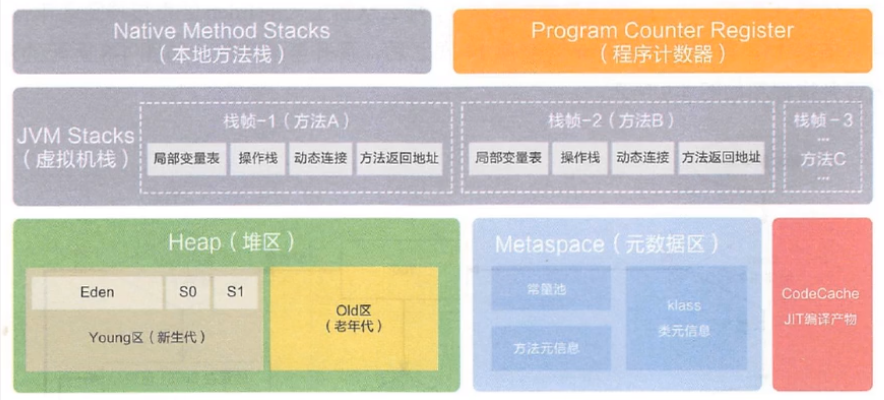 Native Method Stacks
（本地方法栈）
Program Counter Register
（程序计数器）
JVM Stacks
（虚拟机栈）
栈帧-1（方法A）
局部变量表 操作栈 动态连接 方法返回地址
栈帧-2（方法B）
局部变量表 操作栈 动态连接 方法返回地址
栈帧-3
...
方法C
...
Heap（堆区）
Eden S0 S1
Young区（新生代）
Old区
（老年代）
Metaspace（元数据区）
常量池
方法元信息
klass
类元信息
CodeCache
JIT编译产物